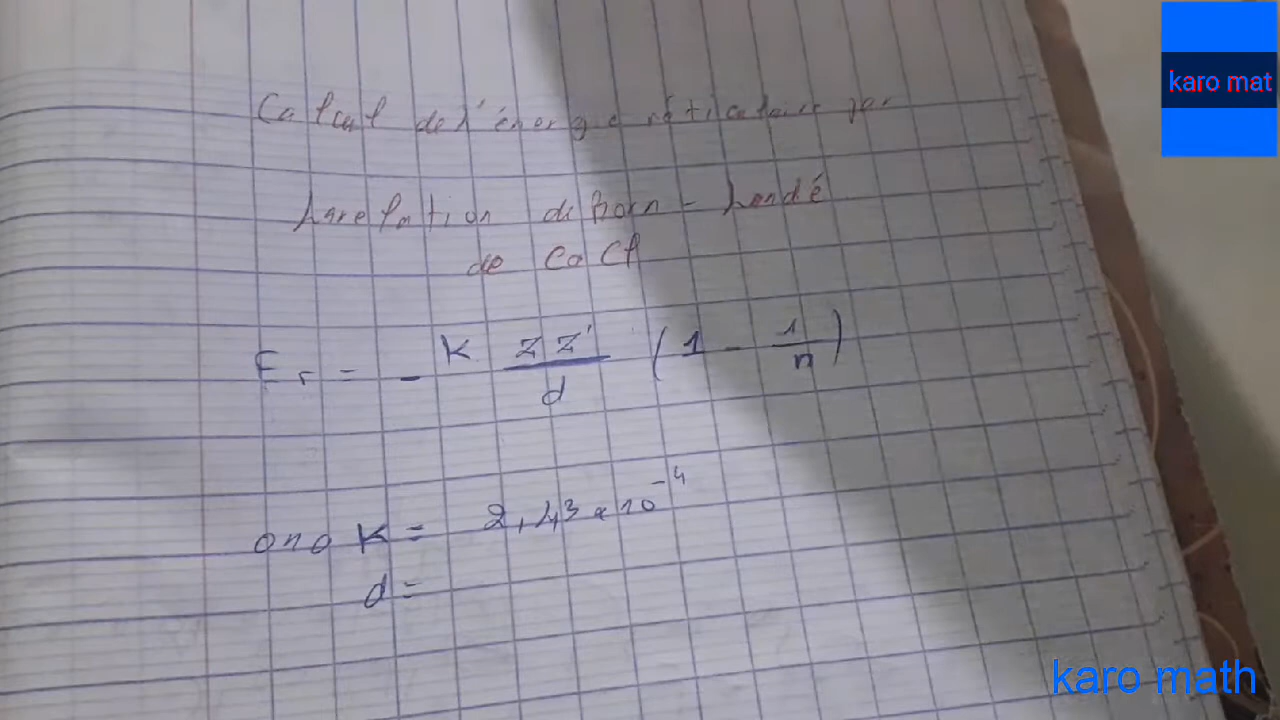 karo mat
Calcul de l'énergie réticulaire par
la relation de Born - Landé
de CaCl
Er = - K z z' / d ( 1 - 1/n )
on a K = 2,43 × 10^-4
d =
karo math